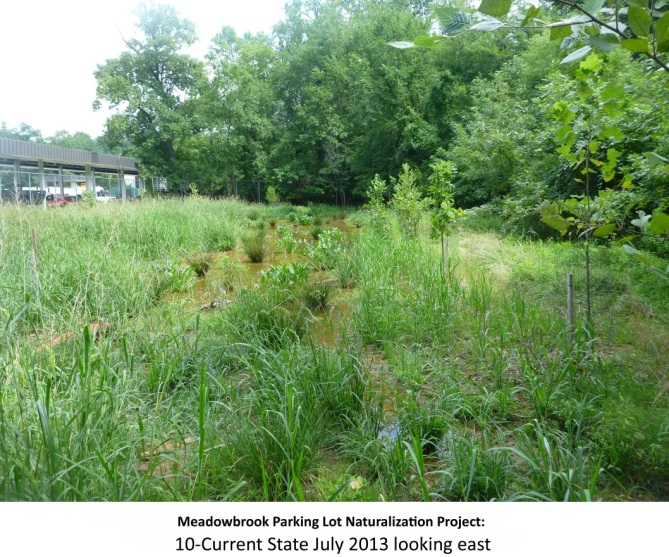 Meadowbrook Parking Lot Naturalization Project:
10-Current State July 2013 looking east